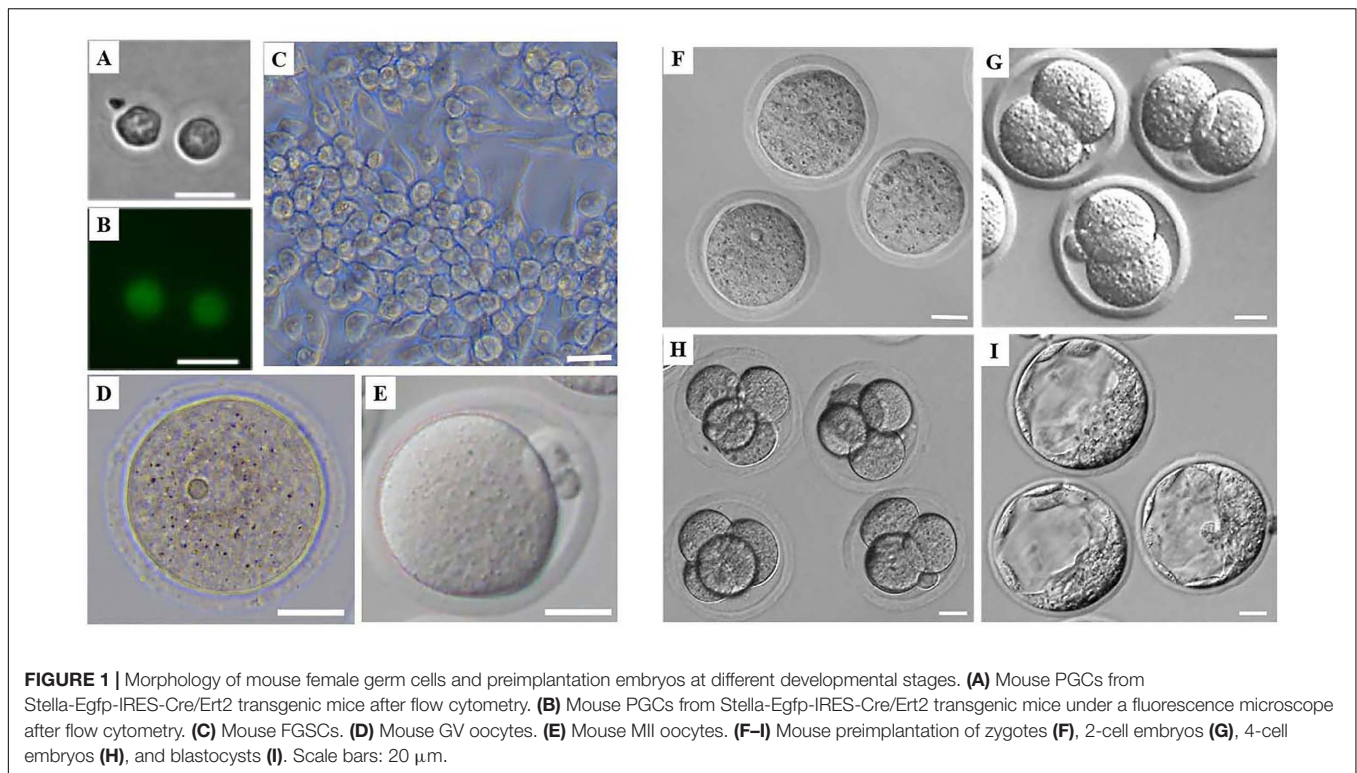 A
B
C
D
E
F
G
H
I
FIGURE 1 | Morphology of mouse female germ cells and preimplantation embryos at different developmental stages. (A) Mouse PGCs from
Stella-Egfp-IRES-Cre/Ert2 transgenic mice after flow cytometry. (B) Mouse PGCs from Stella-Egfp-IRES-Cre/Ert2 transgenic mice under a fluorescence microscope
after flow cytometry. (C) Mouse FGSCs. (D) Mouse GV oocytes. (E) Mouse MII oocytes. (F–I) Mouse preimplantation of zygotes (F), 2-cell embryos (G), 4-cell
embryos (H), and blastocysts (I). Scale bars: 20 μm.